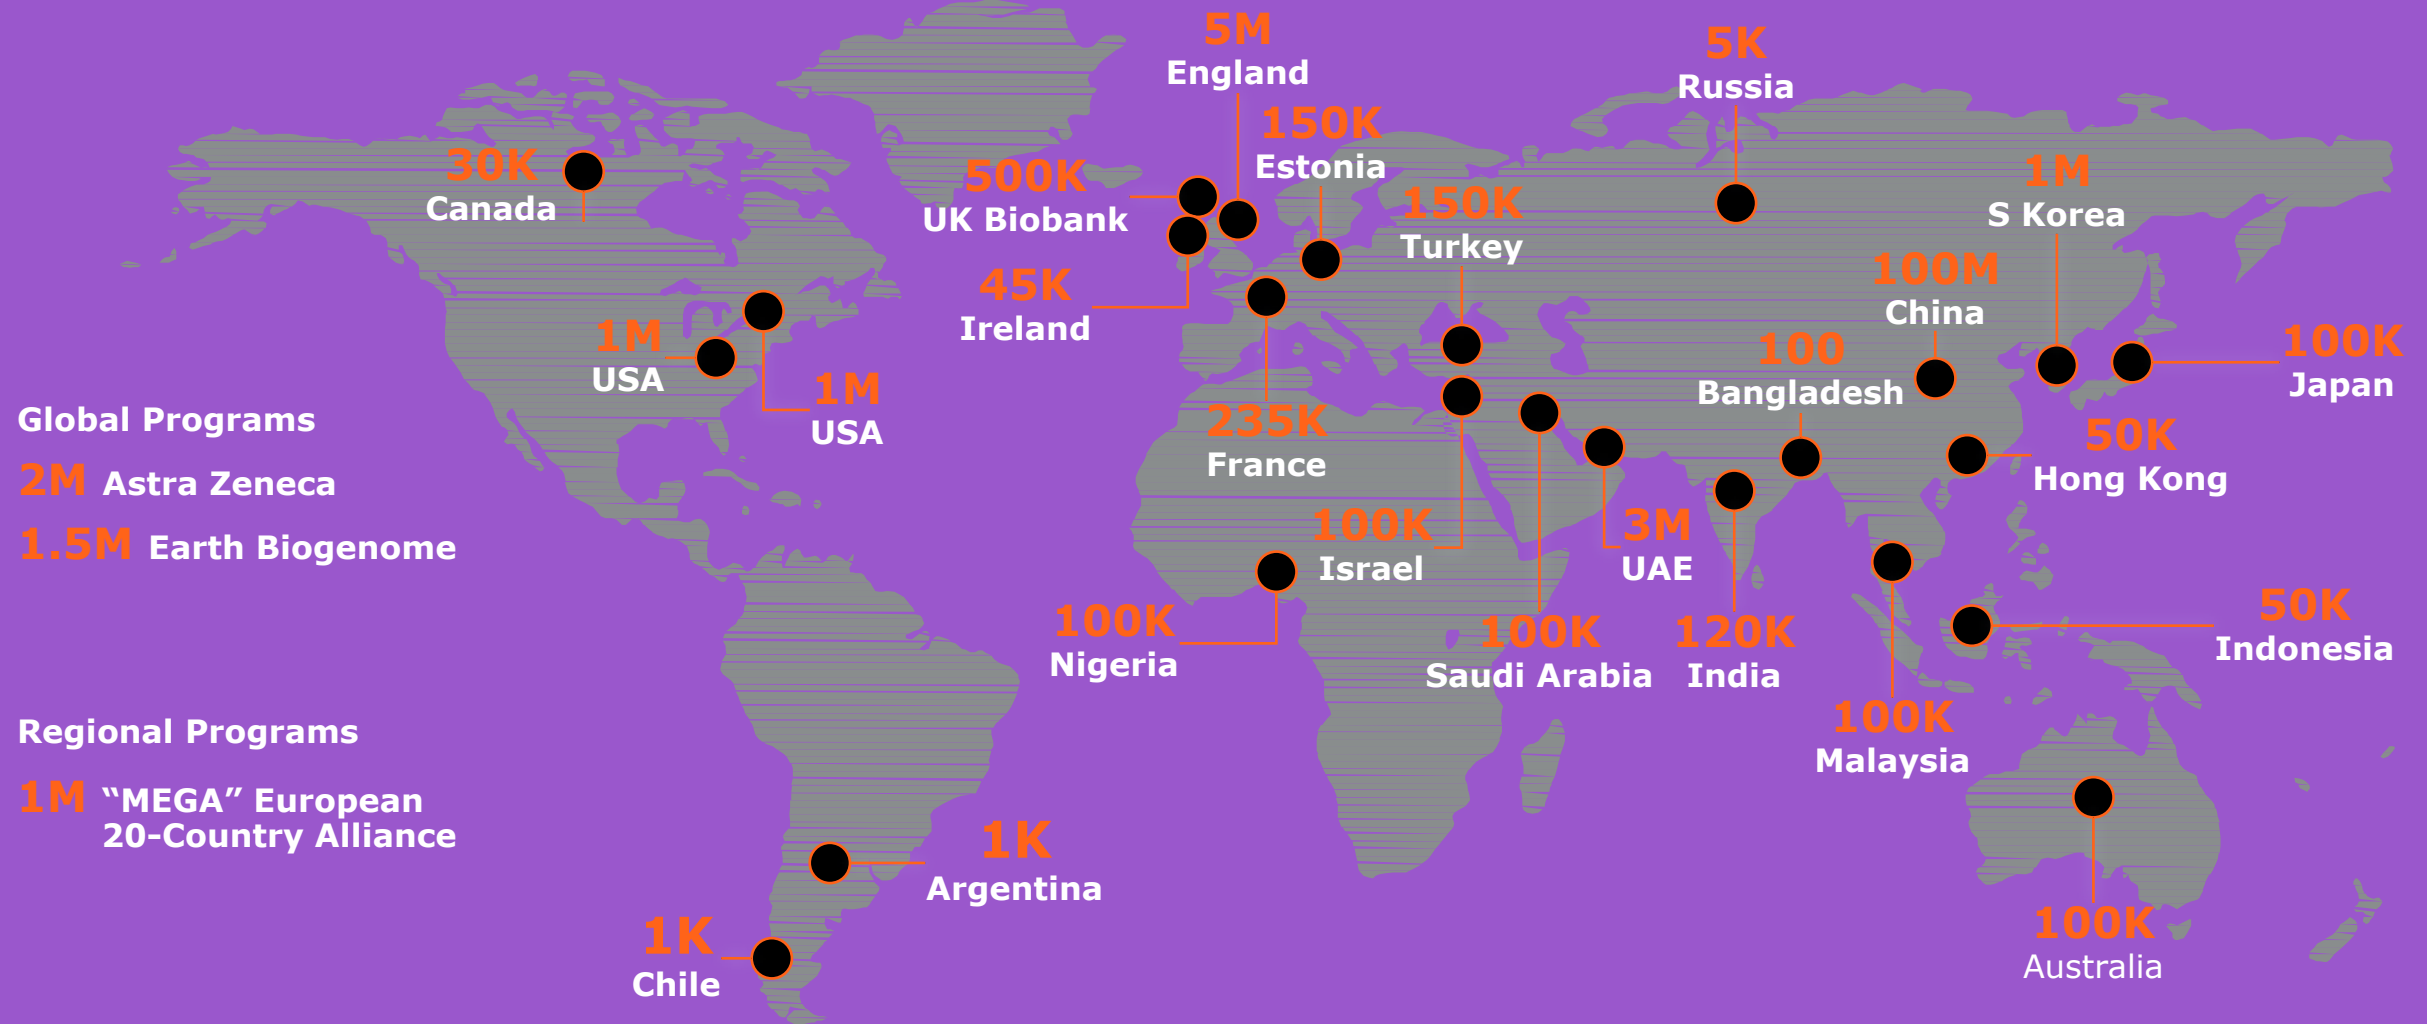 5M
England
5K
Russia
150K
Estonia
30K
Canada
500K
UK Biobank
150K
Turkey
1M
S Korea
45K
Ireland
100M
China
1M
USA
100
Bangladesh
100K
Japan
1M
USA
Global Programs
2M Astra Zeneca
1.5M Earth Biogenome
235K
France
50K
Hong Kong
100K
Israel
3M
UAE
100K
Nigeria
100K
Saudi Arabia
120K
India
50K
Indonesia
100K
Malaysia
Regional Programs
1M “MEGA” European
20-Country Alliance
1K
Argentina
1K
Chile
100K
Australia